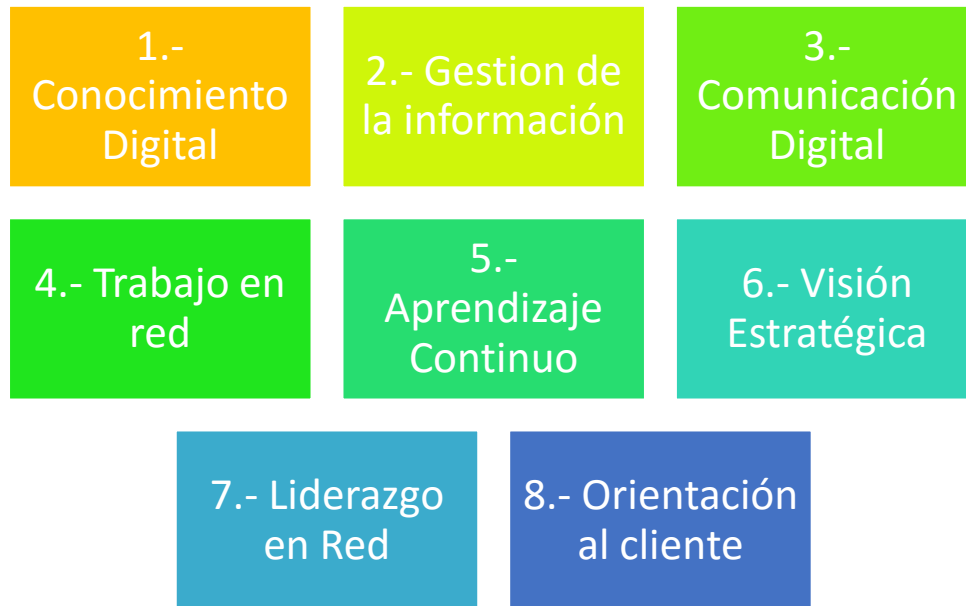 1.-
Conocimiento
Digital
2.- Gestion de
la información
3.-
Comunicación
Digital
4.- Trabajo en
red
5.-
Aprendizaje
Continuo
6.- Visión
Estratégica
7.- Liderazgo
en Red
8.- Orientación
al cliente